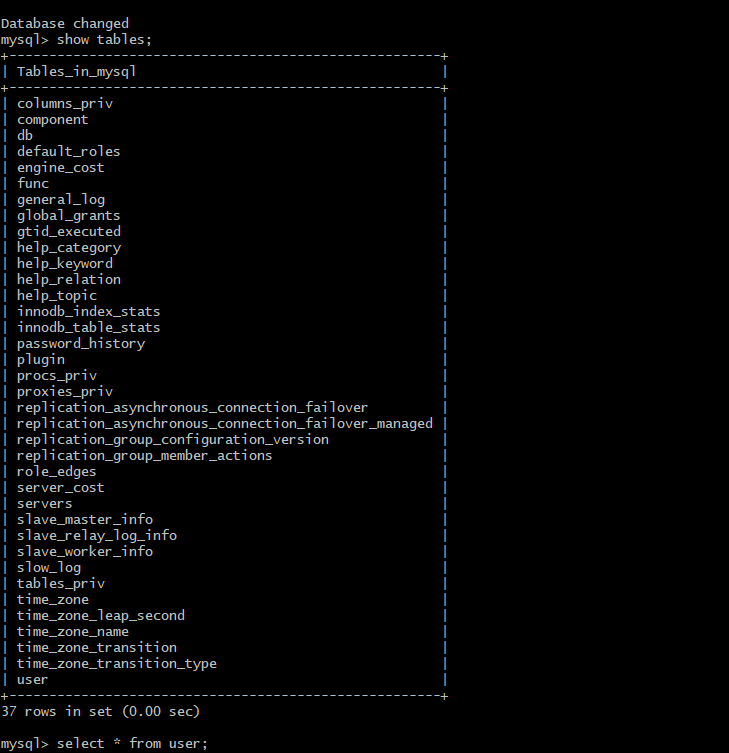 Database changed
mysql> show tables;
+------------------------------------------------------+
| Tables_in_mysql                                      |
+------------------------------------------------------+
| columns_priv                                         |
| component                                            |
| db                                                   |
| default_roles                                        |
| engine_cost                                          |
| func                                                 |
| general_log                                          |
| global_grants                                        |
| gtid_executed                                        |
| help_category                                        |
| help_keyword                                         |
| help_relation                                        |
| help_topic                                           |
| innodb_index_stats                                   |
| innodb_table_stats                                   |
| password_history                                     |
| plugin                                               |
| procs_priv                                           |
| proxies_priv                                         |
| replication_asynchronous_connection_failover         |
| replication_asynchronous_connection_failover_managed |
| replication_group_configuration_version              |
| replication_group_member_actions                     |
| role_edges                                           |
| server_cost                                          |
| servers                                              |
| slave_master_info                                    |
| slave_relay_log_info                                 |
| slave_worker_info                                    |
| slow_log                                             |
| tables_priv                                          |
| time_zone                                            |
| time_zone_leap_second                                |
| time_zone_name                                       |
| time_zone_transition                                 |
| time_zone_transition_type                            |
| user                                                 |
+------------------------------------------------------+
37 rows in set (0.00 sec)
mysql> select * from user;